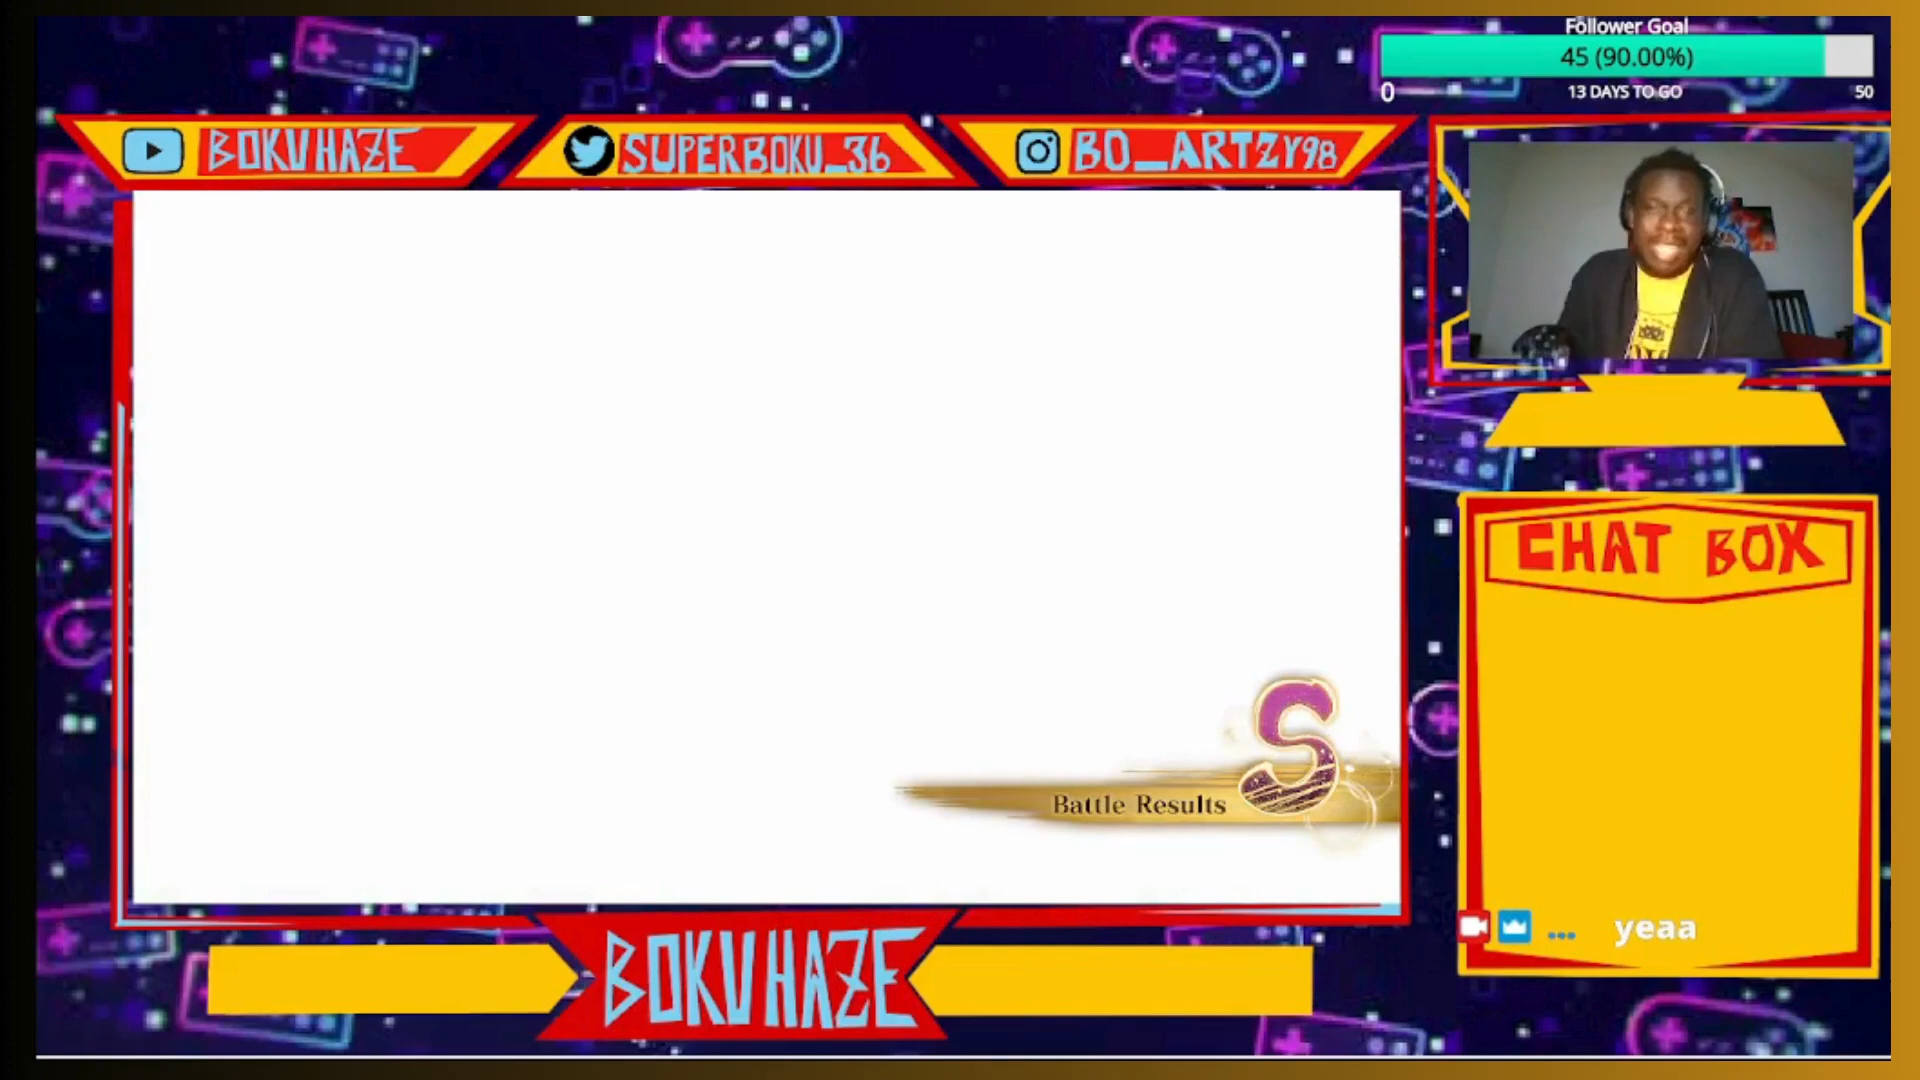 Follower Goal
45 (90.00%)
0 13 DAYS TO GO 50
BOKUHAZE SUPERBOKU_36 BO_ARTZY98
CHAT BOX
S
Battle Results
... yeaa
BOKUHAZE